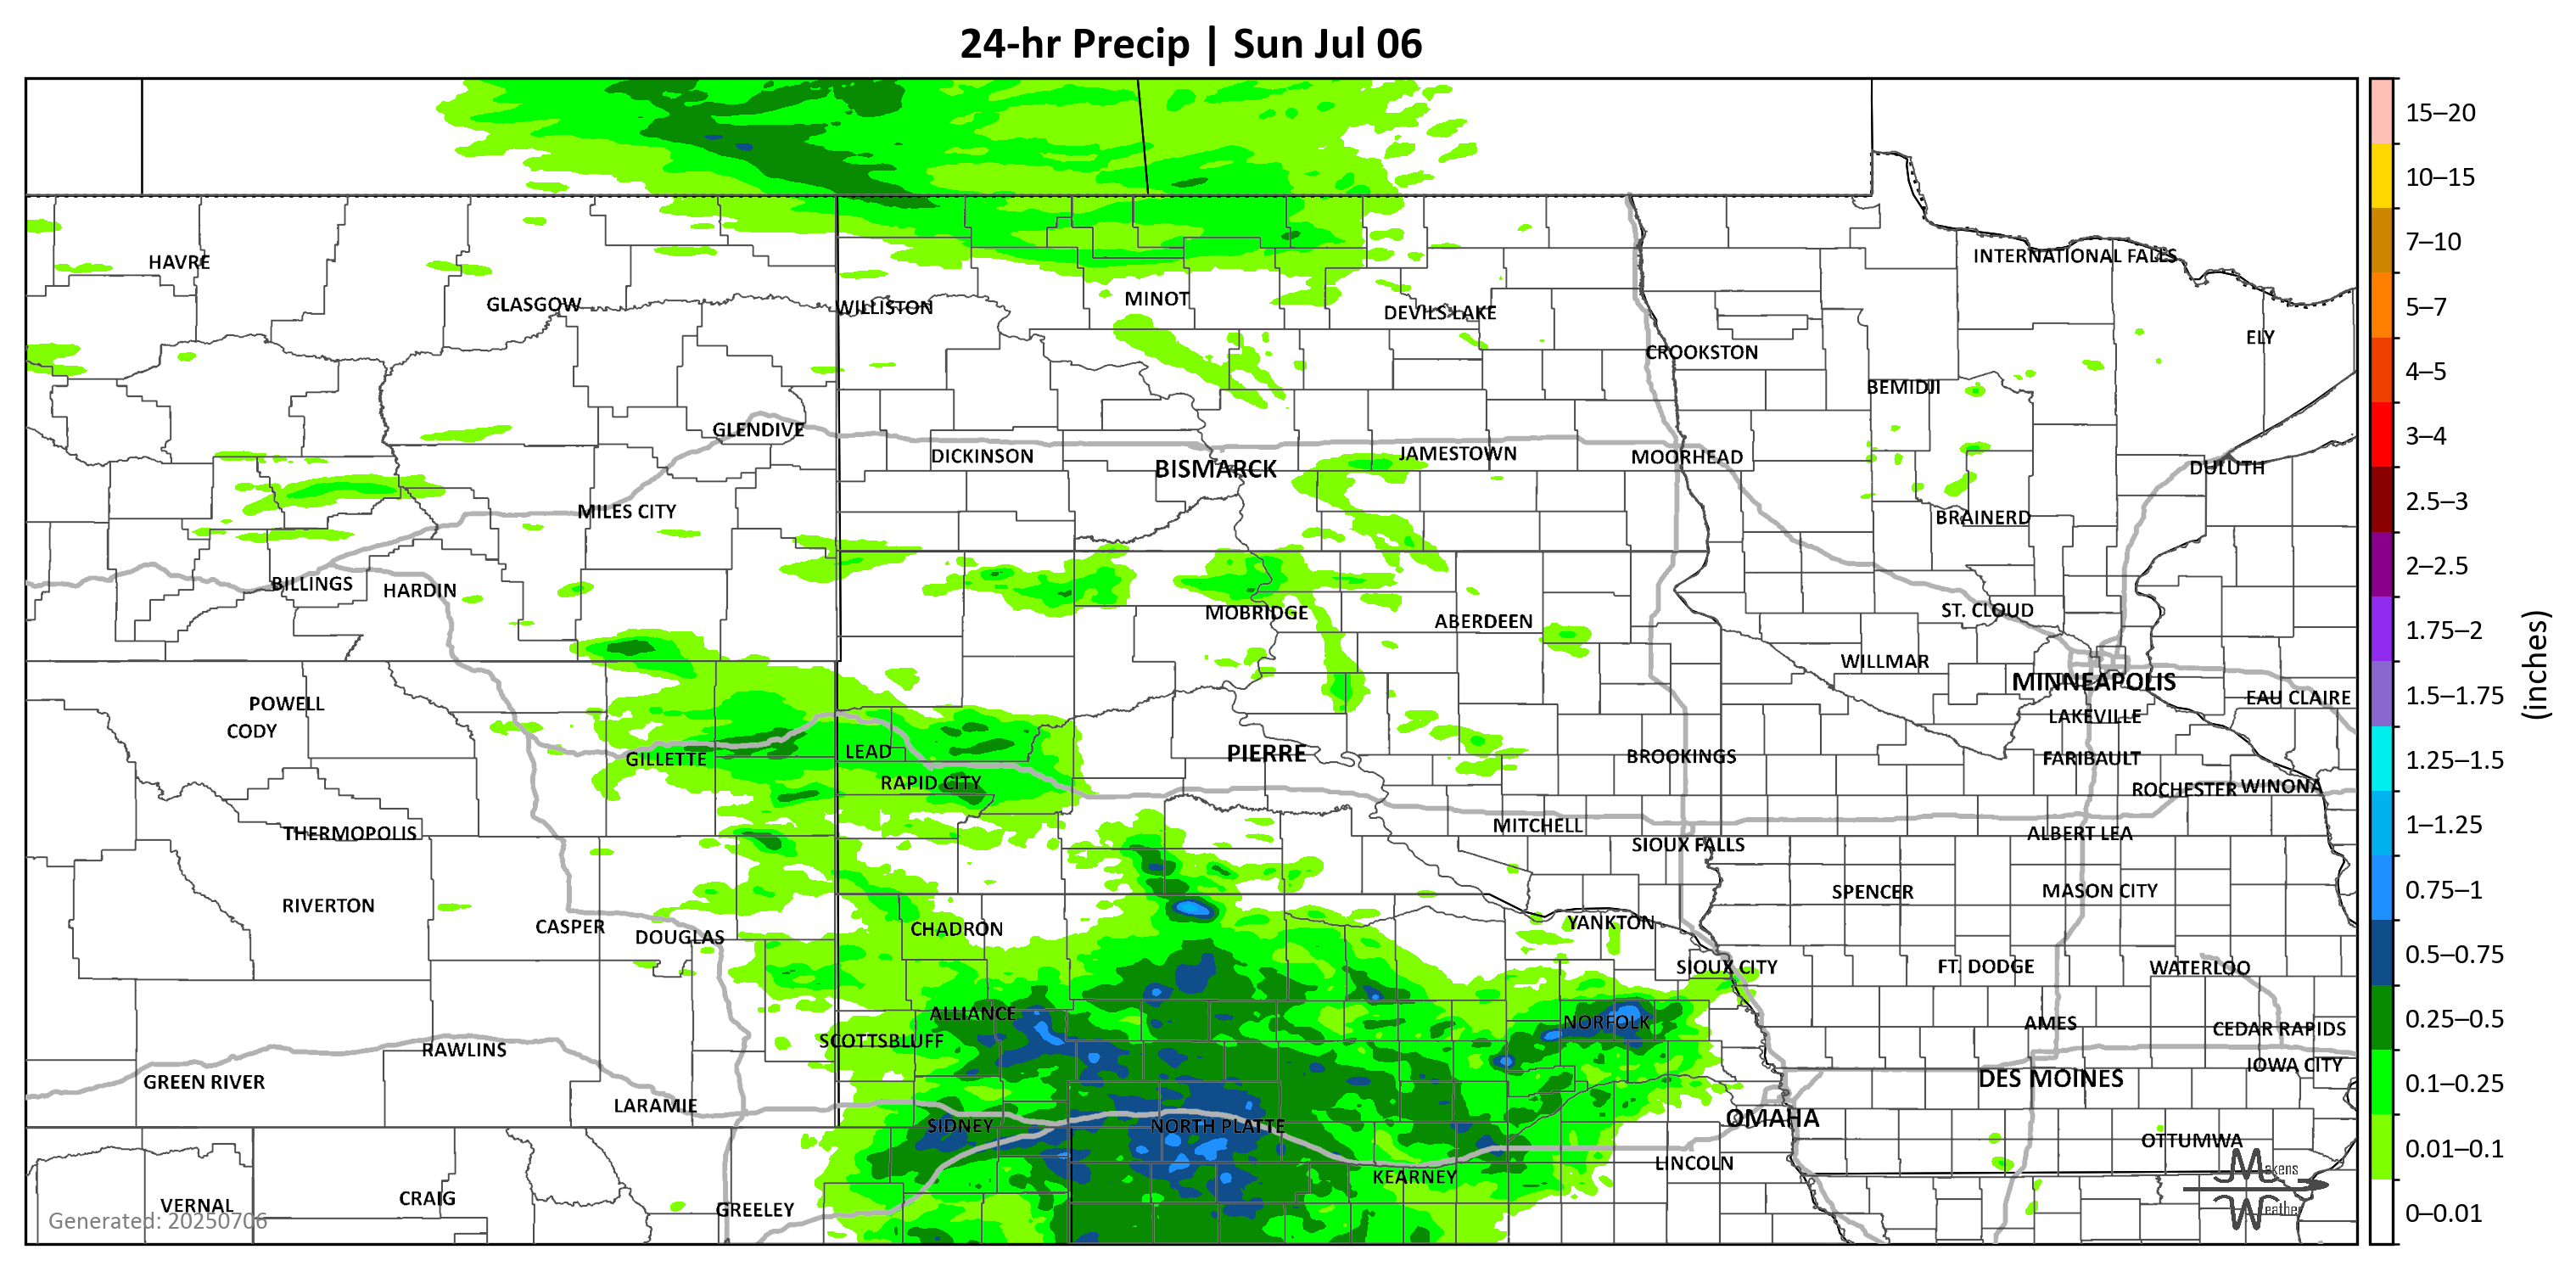 24-hr Precip | Sun Jul 06
15–20
10–15
7–10
5–7
4–5
3–4
2.5–3
2–2.5
1.75–2
1.5–1.75
1.25–1.5
1–1.25
0.75–1
0.5–0.75
0.25–0.5
0.1–0.25
0.01–0.1
0–0.01
(inches)
INTERNATIONAL FALLS
HAVRE
MINOT
GLASGOW
WILLISTON
DEVILS LAKE
ELY
CROOKSTON
BEMIDJI
GLENDIVE
JAMESTOWN
DICKINSON
MOORHEAD
BISMARCK
DULUTH
MILES CITY
BRAINERD
BILLINGS
HARDIN
ST. CLOUD
MOBRIDGE
ABERDEEN
WILLMAR
MINNEAPOLIS
EAU CLAIRE
POWELL
LAKEVILLE
CODY
LEAD
PIERRE
BROOKINGS
GILLETTE
FARIBAULT
RAPID CITY
ROCHESTER
WINONA
MITCHELL
THERMOPOLIS
ALBERT LEA
SIOUX FALLS
SPENCER
MASON CITY
RIVERTON
YANKTON
CASPER
CHADRON
DOUGLAS
SIOUX CITY
FT. DODGE
WATERLOO
ALLIANCE
NORFOLK
AMES
CEDAR RAPIDS
SCOTTSBLUFF
RAWLINS
IOWA CITY
GREEN RIVER
DES MOINES
LARAMIE
OMAHA
SIDNEY
NORTH PLATTE
OTTUMWA
LINCOLN
KEARNEY
CRAIG
VERNAL
GREELEY
Generated: 20250706
Makens
Weather